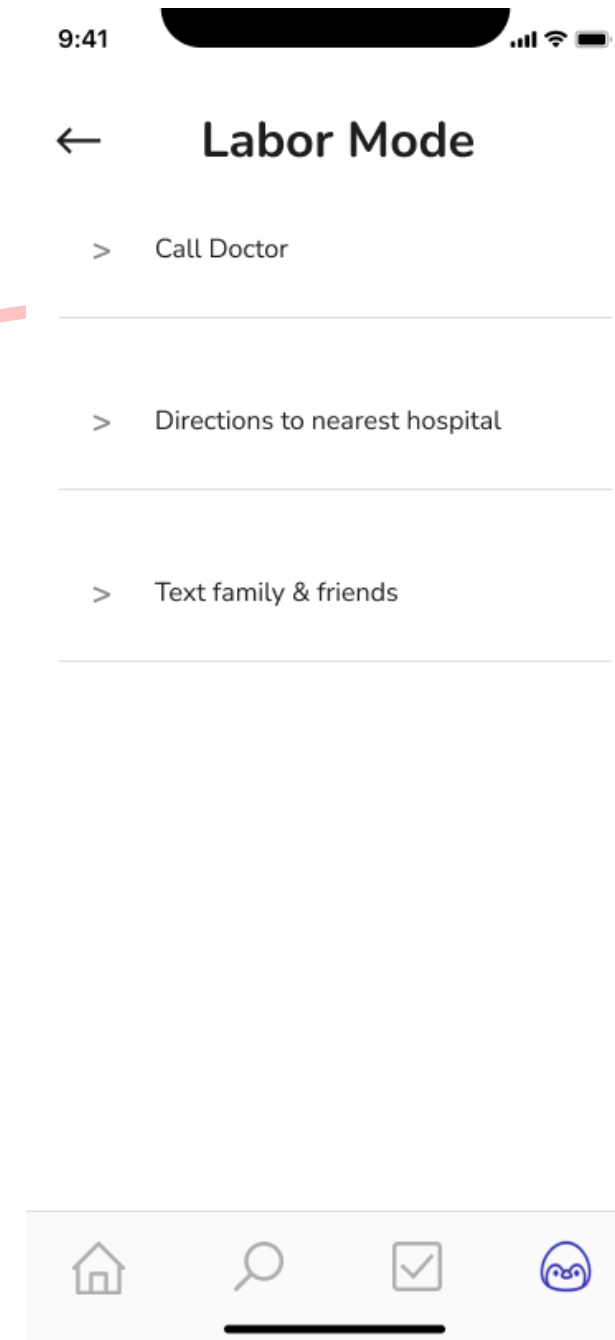 9:41
Labor Mode
> Call Doctor
> Directions to nearest hospital
> Text family & friends